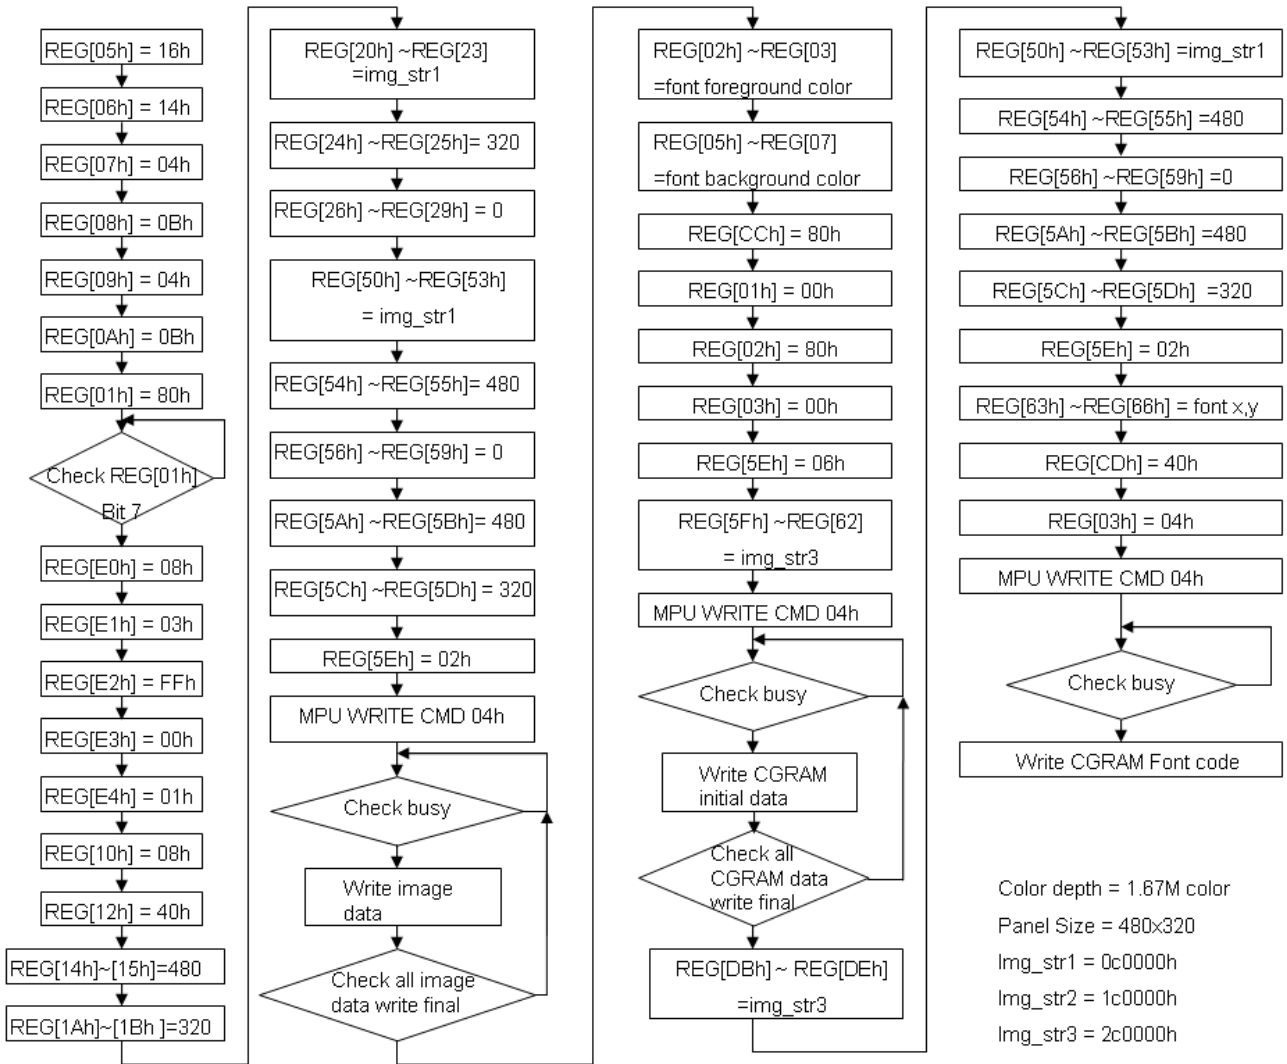 REG[05h] = 16h
REG[06h] = 14h
REG[07h] = 04h
REG[08h] = 0Bh
REG[09h] = 04h
REG[0Ah] = 0Bh
REG[01h] = 80h
Check REG[01h]
Bit 7
REG[E0h] = 08h
REG[E1h] = 03h
REG[E2h] = FFh
REG[E3h] = 00h
REG[E4h] = 01h
REG[10h] = 08h
REG[12h] = 40h
REG[14h]~[15h]=480
REG[1Ah]~[1Bh ]=320
REG[20h] ~REG[23]
=img_str1
REG[24h] ~REG[25h]= 320
REG[26h] ~REG[29h] = 0
REG[50h] ~REG[53h]
= img_str1
REG[54h] ~REG[55h]= 480
REG[56h] ~REG[59h] = 0
REG[5Ah] ~REG[5Bh]= 480
REG[5Ch] ~REG[5Dh] = 320
REG[5Eh] = 02h
MPU WRITE CMD 04h
Check busy
Write image
data
Check all image
data write final
REG[02h] ~REG[03]
=font foreground color
REG[05h] ~REG[07]
=font background color
REG[CCh] = 80h
REG[01h] = 00h
REG[02h] = 80h
REG[03h] = 00h
REG[5Eh] = 06h
REG[5Fh] ~REG[62]
= img_str3
MPU WRITE CMD 04h
Check busy
Write CGRAM
initial data
Check all
CGRAM data
write final
REG[DBh] ~ REG[DEh]
=img_str3
REG[50h] ~REG[53h] =img_str1
REG[54h] ~REG[55h] =480
REG[56h] ~REG[59h] =0
REG[5Ah] ~REG[5Bh] =480
REG[5Ch] ~REG[5Dh] =320
REG[5Eh] = 02h
REG[63h] ~REG[66h] = font x,y
REG[CDh] = 40h
REG[03h] = 04h
MPU WRITE CMD 04h
Check busy
Write CGRAM Font code
Color depth = 1.67M color
Panel Size = 480x320
Img_str1 = 0c0000h
Img_str2 = 1c0000h
Img_str3 = 2c0000h